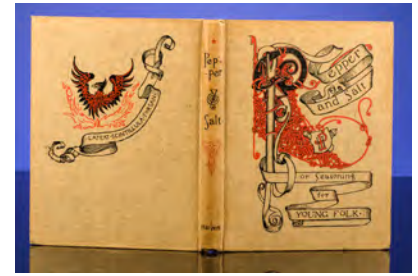 Pep-
per
&
Salt
Pepper
and Salt
or Seasoning
for
YOUNG FOLK